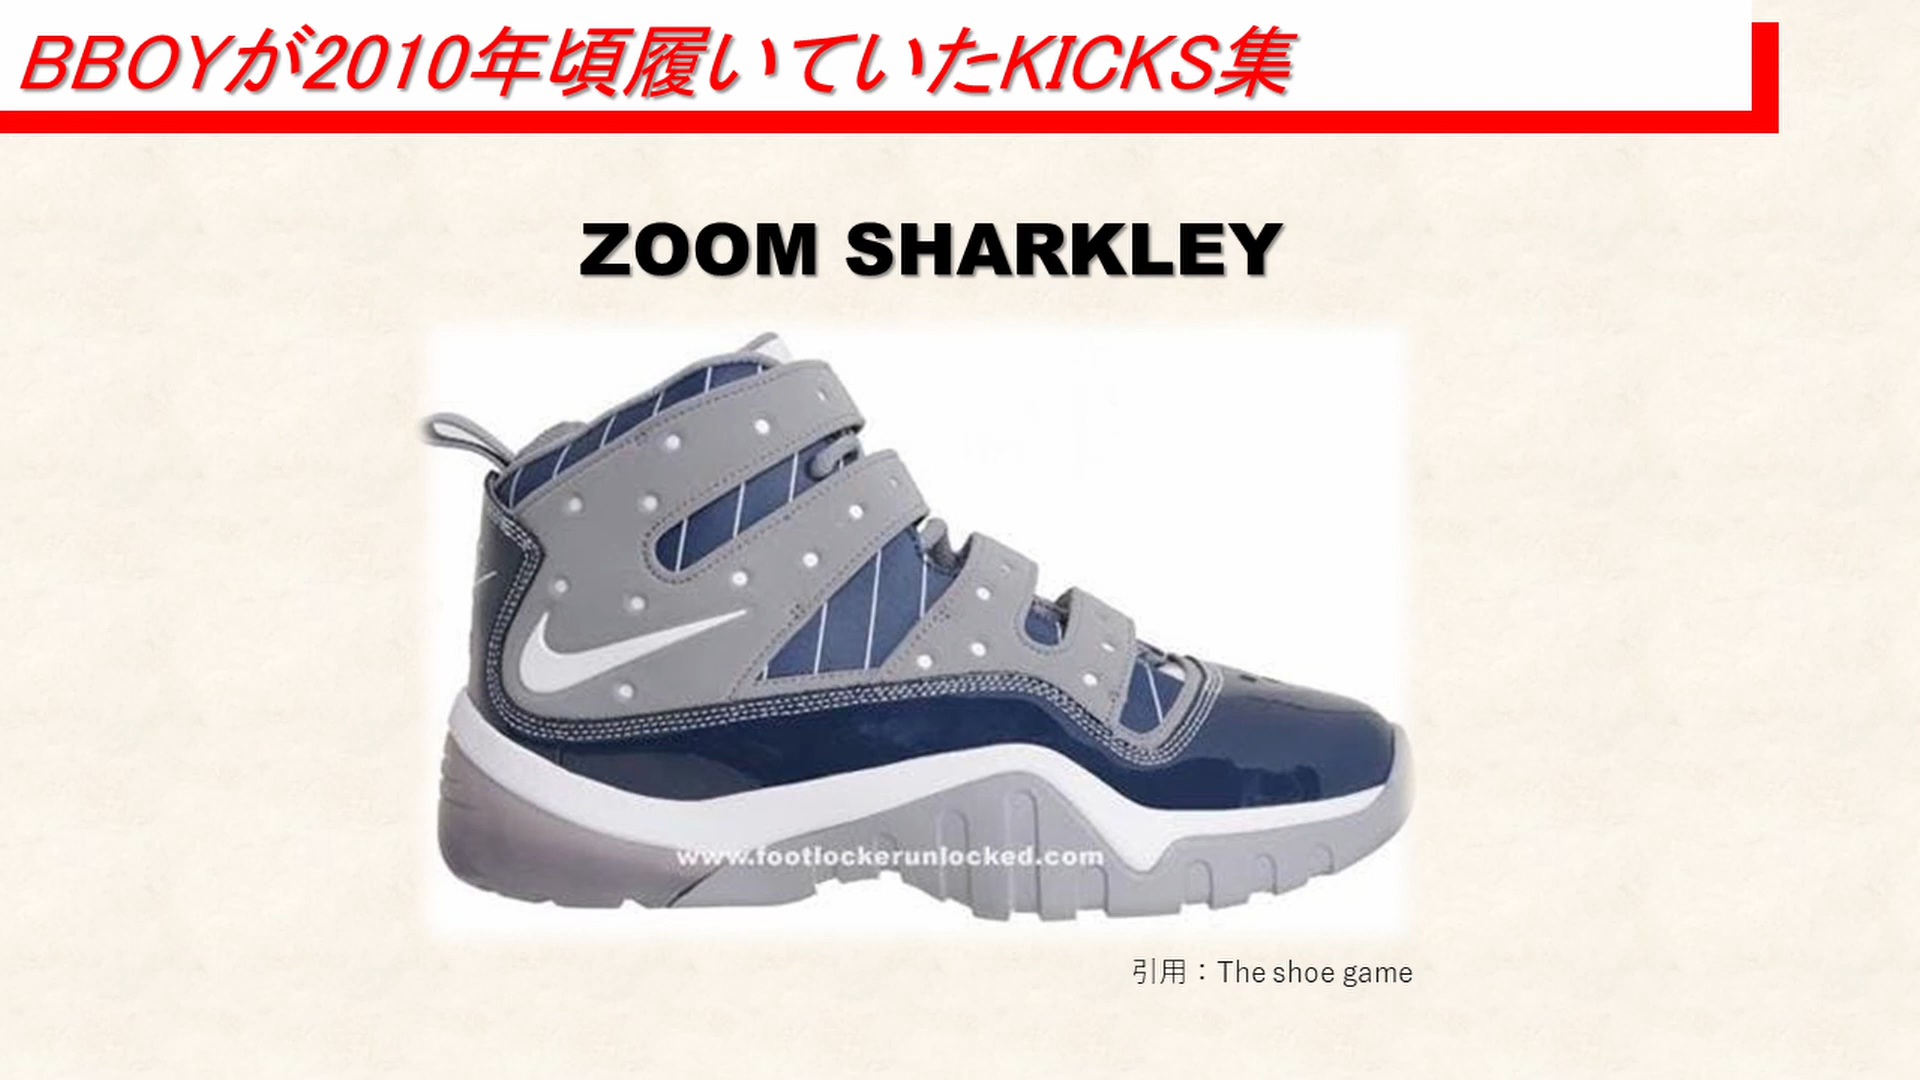 BBOYが2010年頃履いていたKICKS集
ZOOM SHARKLEY
www.footlockerunlocked.com
引用：The shoe game